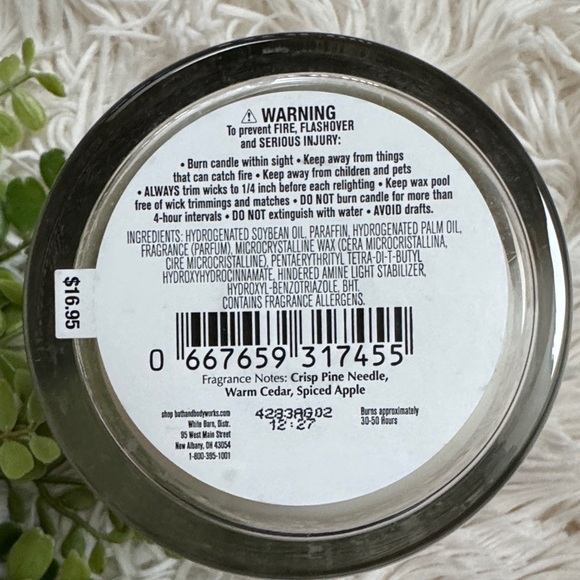 ⚠ WARNING
To prevent FIRE, FLASHOVER
and SERIOUS INJURY:
• Burn candle within sight • Keep away from things
that can catch fire • Keep away from children and pets
• ALWAYS trim wicks to 1/4 inch before each relighting • Keep wax pool
free of wick trimmings and matches • DO NOT burn candle for more than
4-hour intervals • DO NOT extinguish with water • AVOID drafts.
INGREDIENTS: HYDROGENATED SOYBEAN OIL, PARAFFIN, HYDROGENATED PALM OIL,
FRAGRANCE (PARFUM), MICROCRYSTALLINE WAX (CERA MICROCRISTALLINA,
CIRE MICROCRISTALLINE), PENTAERYTHRITYL TETRA-DI-T-BUTYL
HYDROXYHYDROCINNAMATE, HINDERED AMINE LIGHT STABILIZER,
HYDROXYL-BENZOTRIAZOLE, BHT.
CONTAINS FRAGRANCE ALLERGENS.
$16.95
0 667659 317455
Fragrance Notes: Crisp Pine Needle,
Warm Cedar, Spiced Apple
shop bathandbodyworks.com
White Barn, Distr.
95 West Main Street
New Albany, OH 43054
1-800-395-1001
4283AG02
12:27
Burns approximately
30-50 Hours